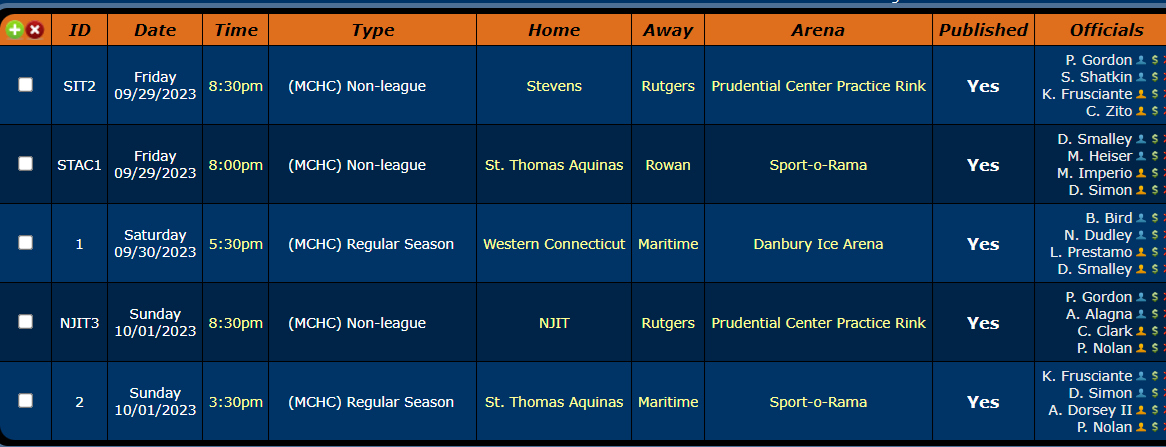 ID Date Time Type Home Away Arena Published Officials
SIT2 Friday 09/29/2023 8:30pm (MCHC) Non-league Stevens Rutgers Prudential Center Practice Rink Yes P. Gordon $
S. Shatkin $
K. Frusciante $
C. Zito $
STAC1 Friday 09/29/2023 8:00pm (MCHC) Non-league St. Thomas Aquinas Rowan Sport-o-Rama Yes D. Smalley $
M. Heiser $
M. Imperio $
D. Simon $
1 Saturday 09/30/2023 5:30pm (MCHC) Regular Season Western Connecticut Maritime Danbury Ice Arena Yes B. Bird $
N. Dudley $
L. Prestamo $
D. Smalley $
NJIT3 Sunday 10/01/2023 8:30pm (MCHC) Non-league NJIT Rutgers Prudential Center Practice Rink Yes P. Gordon $
A. Alagna $
C. Clark $
P. Nolan $
2 Sunday 10/01/2023 3:30pm (MCHC) Regular Season St. Thomas Aquinas Maritime Sport-o-Rama Yes K. Frusciante $
D. Simon $
A. Dorsey II $
P. Nolan $